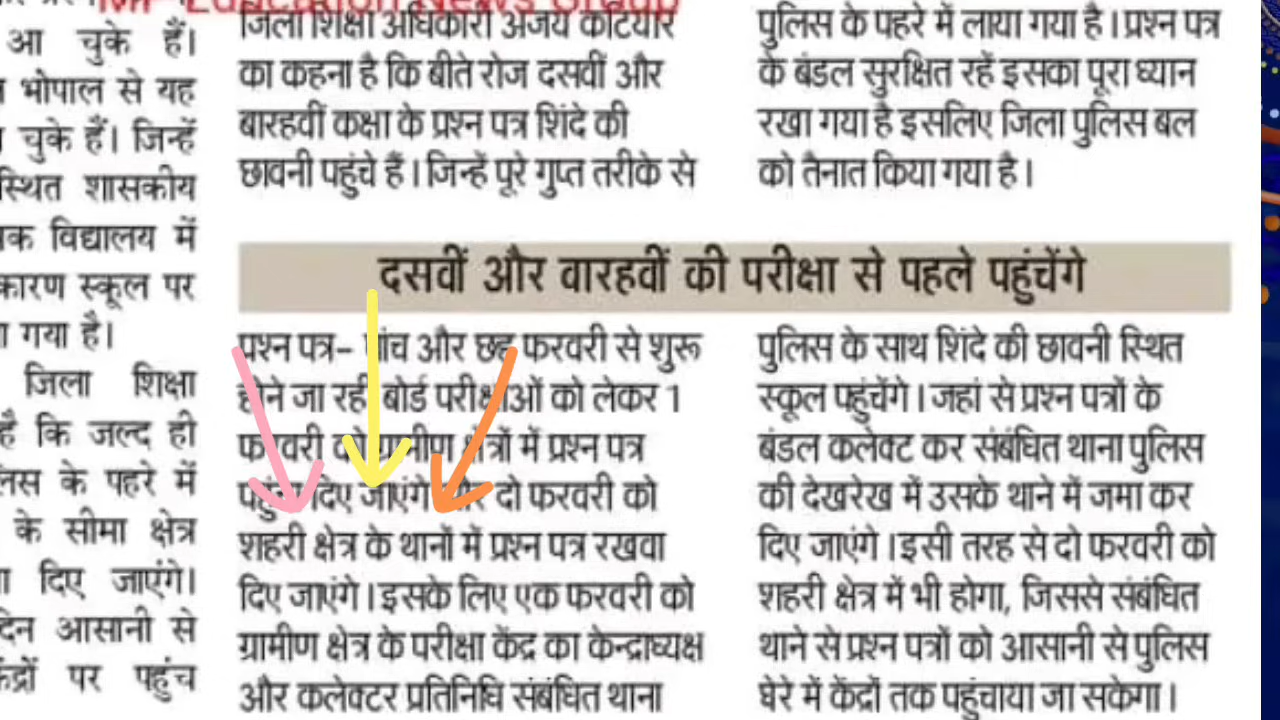 MP Education News Group
आ चुके हैं।
भोपाल से यह
चुके हैं। जिन्हें
स्थित शासकीय
विद्यालय में
कारण स्कूल पर
गया है।
जिला शिक्षा
है कि जल्द ही
के पहरे में
के सीमा क्षेत्र
दिए जाएंगे।
दिन आसानी से
केंद्रों पर पहुंच
जिला शिक्षा अधिकारी अजय कटियार
का कहना है कि बीते रोज दसवीं और
बारहवीं कक्षा के प्रश्न पत्र शिंदे की
छावनी पहुंचे हैं। जिन्हें पूरे गुप्त तरीके से
पुलिस के पहरे में लाया गया है। प्रश्न पत्र
के बंडल सुरक्षित रहें इसका पूरा ध्यान
रखा गया है इसलिए जिला पुलिस बल
को तैनात किया गया है।
दसवीं और वारहवीं की परीक्षा से पहले पहुंचेंगे
प्रश्न पत्र– पांच और छह फरवरी से शुरू
होने जा रही बोर्ड परीक्षाओं को लेकर 1
फरवरी को ग्रामीण क्षेत्रों में प्रश्न पत्र
पहुंचा दिए जाएंगे और दो फरवरी को
शहरी क्षेत्र के थानों में प्रश्न पत्र रखवा
दिए जाएंगे। इसके लिए एक फरवरी को
ग्रामीण क्षेत्र के परीक्षा केंद्र का केन्द्राध्यक्ष
और कलेक्टर प्रतिनिधि संबंधित थाना
पुलिस के साथ शिंदे की छावनी स्थित
स्कूल पहुंचेंगे। जहां से प्रश्न पत्रों के
बंडल कलेक्ट कर संबंधित थाना पुलिस
की देखरेख में उसके थाने में जमा कर
दिए जाएंगे। इसी तरह से दो फरवरी को
शहरी क्षेत्र में भी होगा, जिससे संबंधित
थाने से प्रश्न पत्रों को आसानी से पुलिस
घेरे में केंद्रों तक पहुंचाया जा सकेगा।